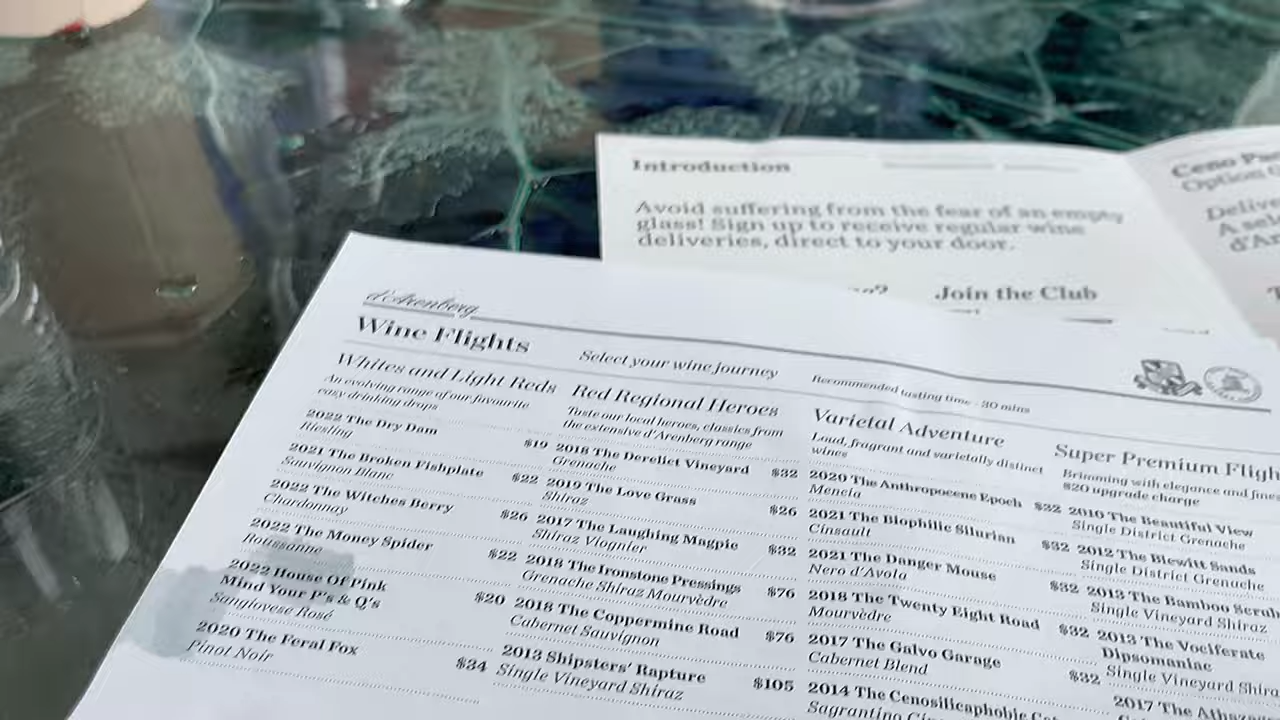 Introduction
Avoid suffering from the fear of an empty
glass! Sign up to receive regular wine
deliveries, direct to your door.
Join the Club
Option
d'Arenberg
Wine Flights
Select your wine journey
Recommended tasting time - 30 mins
Whites and Light Reds
An evolving range of our favourite
easy drinking drops
2022 The Dry Dam
Riesling
$19
2021 The Broken Fishplate
Sauvignon Blanc
$22
2022 The Witches Berry
Chardonnay
$26
2022 The Money Spider
Roussanne
$22
2022 House Of Pink
Mind Your P's & Q's
Sangiovese Rosé
$20
2020 The Feral Fox
Pinot Noir
$34
Red Regional Heroes
Taste our local heroes, classics from
the extensive d'Arenberg range
2018 The Derelict Vineyard
Grenache
$32
2019 The Love Grass
Shiraz
$26
2017 The Laughing Magpie
Shiraz Viognier
$32
2018 The Ironstone Pressings
Grenache Shiraz Mourvèdre
$76
2018 The Coppermine Road
Cabernet Sauvignon
$76
2013 Shipsters' Rapture
Single Vineyard Shiraz
$105
Varietal Adventure
Loud, fragrant and varietally distinct
wines
2020 The Anthropocene Epoch
Mencia
$32
2021 The Biophilic Silurian
Cinsault
$32
2021 The Danger Mouse
Nero d'Avola
$32
2018 The Twenty Eight Road
Mourvèdre
$32
2017 The Galvo Garage
Cabernet Blend
$32
2014 The Cenosilicaphobic
Sagrantino
Super Premium
Brimming with elegance and
$20 upgrade charge
2010 The Beautiful View
Single District Grenache
2012 The Blewitt Sands
Single District Grenache
2013 The Bamboo
Single Vineyard Shiraz
2013 The Vociferate
Dipsomaniac
Single Vineyard
2017 The